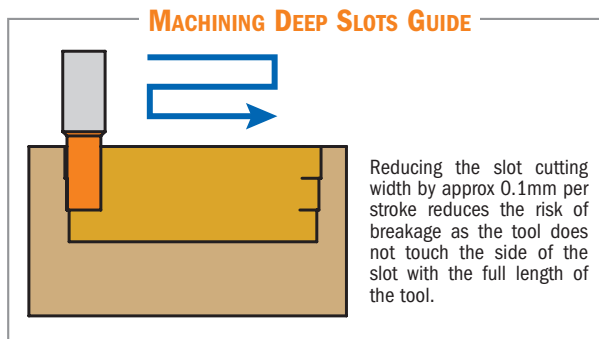 MACHINING DEEP SLOTS GUIDE
Reducing the slot cutting
width by approx 0.1mm per
stroke reduces the risk of
breakage as the tool does
not touch the side of the
slot with the full length of
the tool.